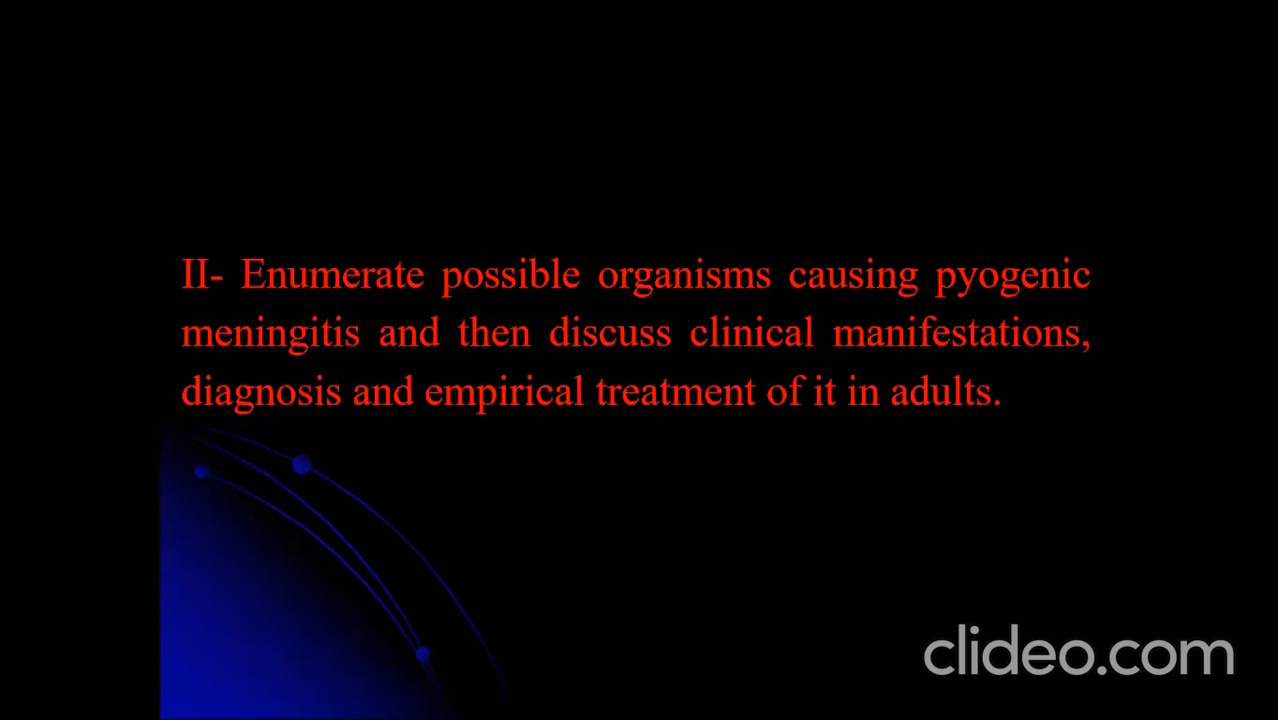 II- Enumerate possible organisms causing pyogenic
meningitis and then discuss clinical manifestations,
diagnosis and empirical treatment of it in adults.
clideo.com